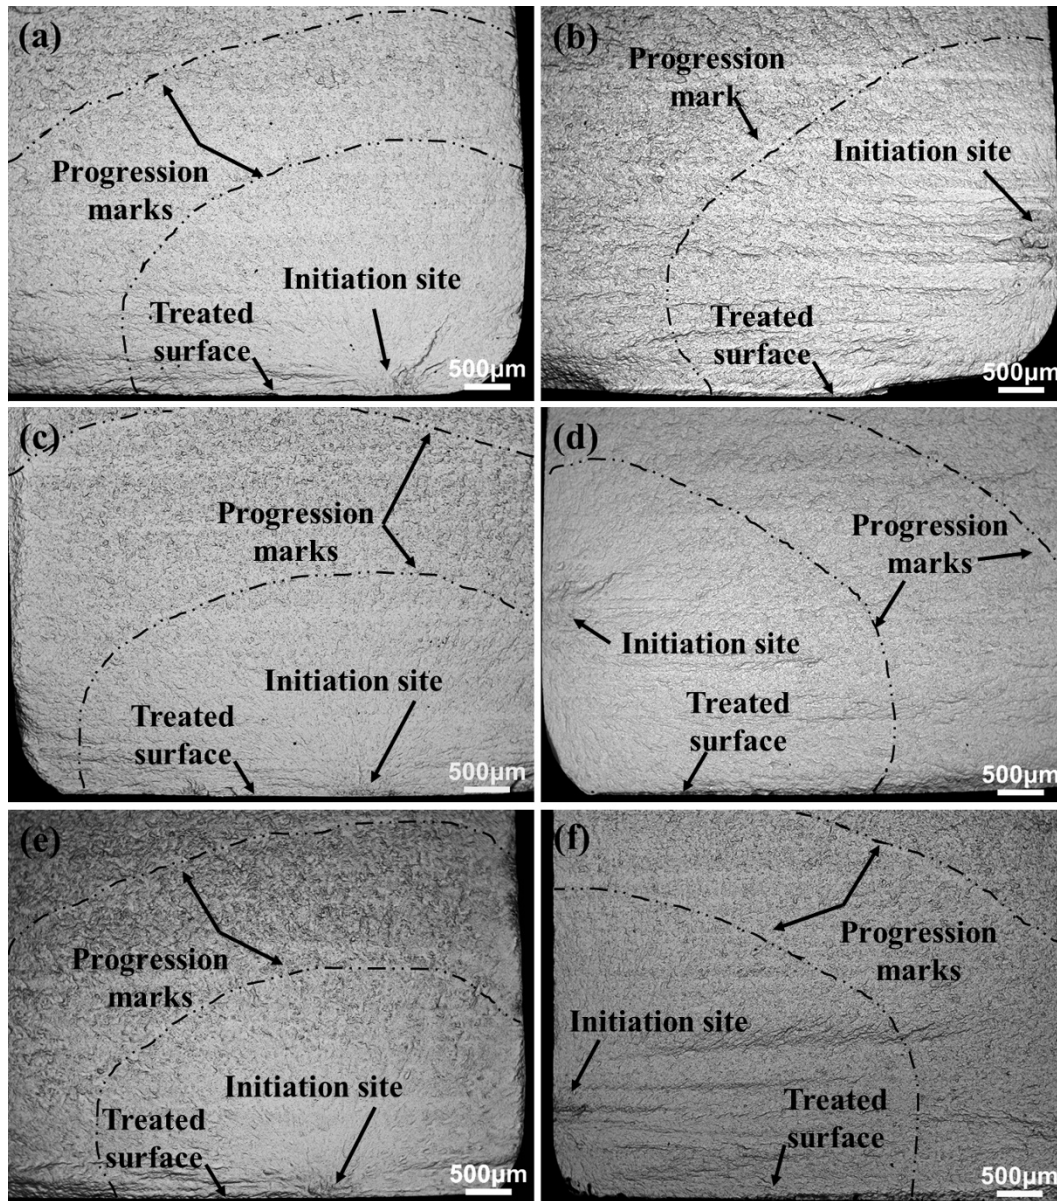 (a)
Progression
marks
Initiation site
Treated
surface
500μm
(b)
Progression
mark
Initiation site
Treated
surface
500μm
(c)
Progression
marks
Initiation site
Treated
surface
500μm
(d)
Progression
marks
Initiation site
Treated
surface
500μm
(e)
Progression
marks
Initiation site
Treated
surface
500μm
(f)
Progression
marks
Initiation site
Treated
surface
500μm